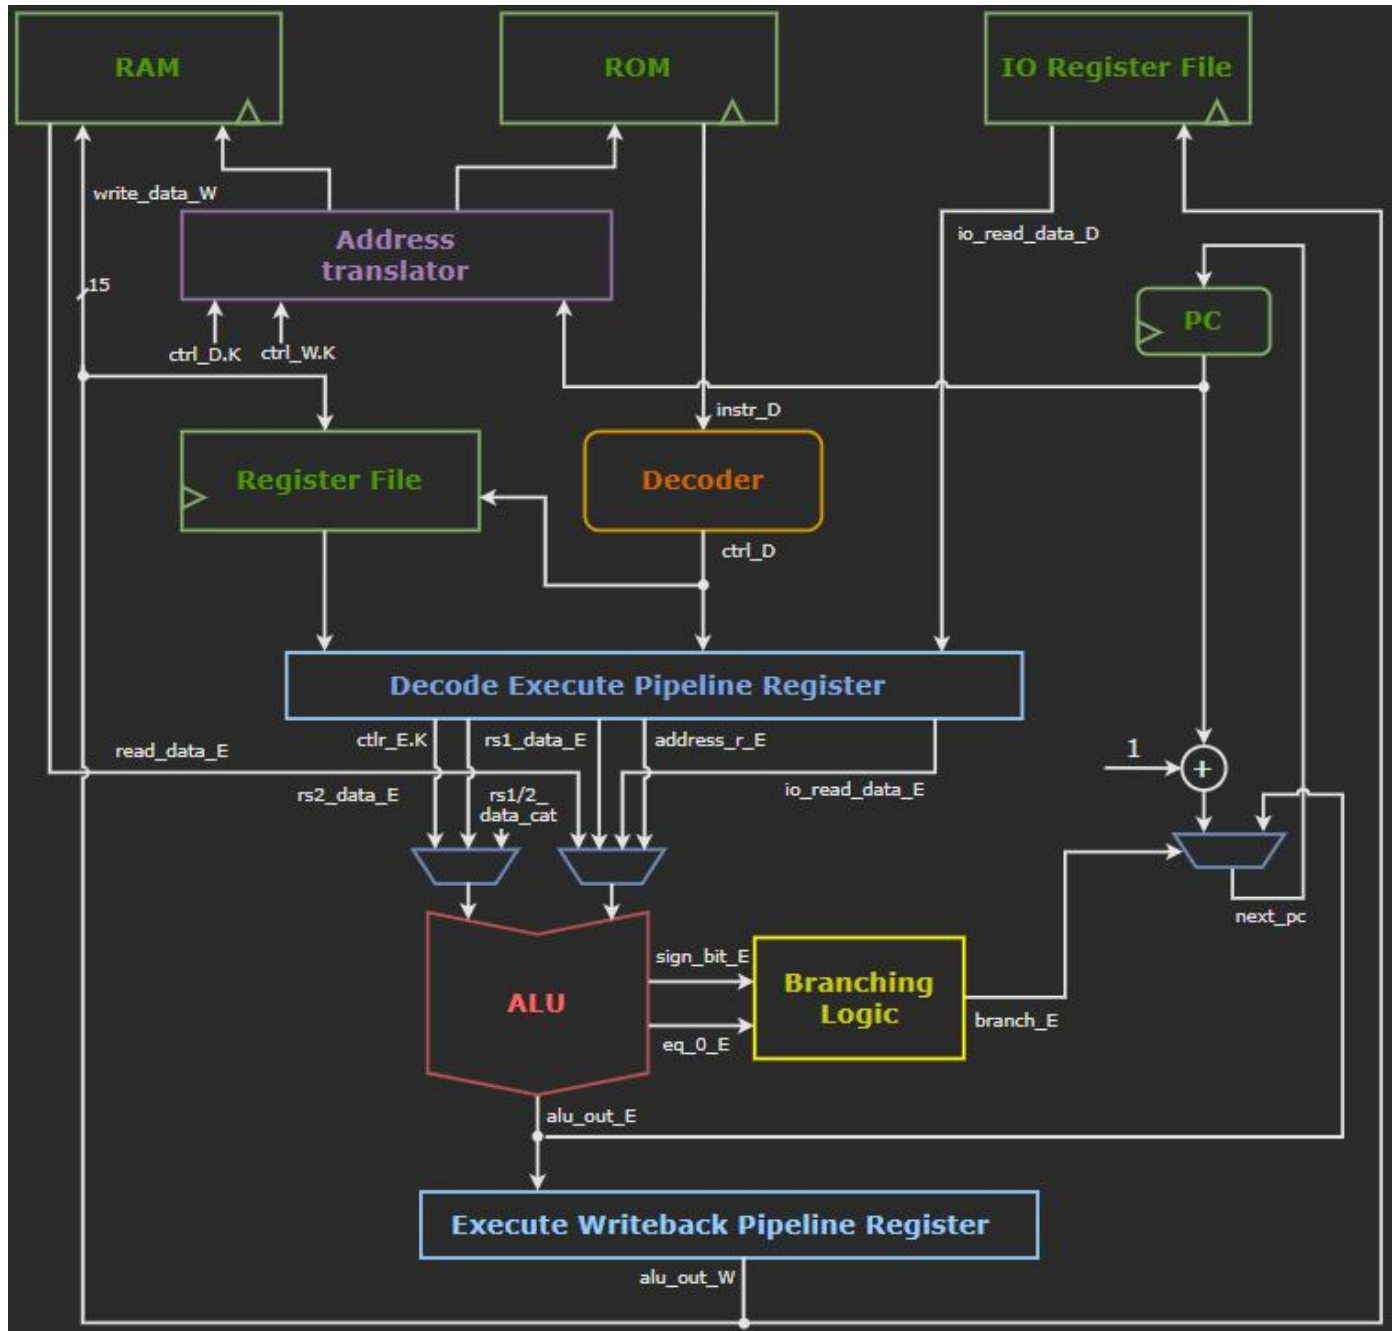 RAM
ROM
IO Register File
write_data_W
Address
translator
io_read_data_D
15
PC
ctrl_D.K
ctrl_W.K
instr_D
Register File
Decoder
ctrl_D
Decode Execute Pipeline Register
ctlr_E.K
rs1_data_E
address_r_E
read_data_E
1
+
rs2_data_E
rs1/2_
data_cat
io_read_data_E
next_pc
sign_bit_E
Branching
Logic
ALU
branch_E
eq_0_E
alu_out_E
Execute Writeback Pipeline Register
alu_out_W